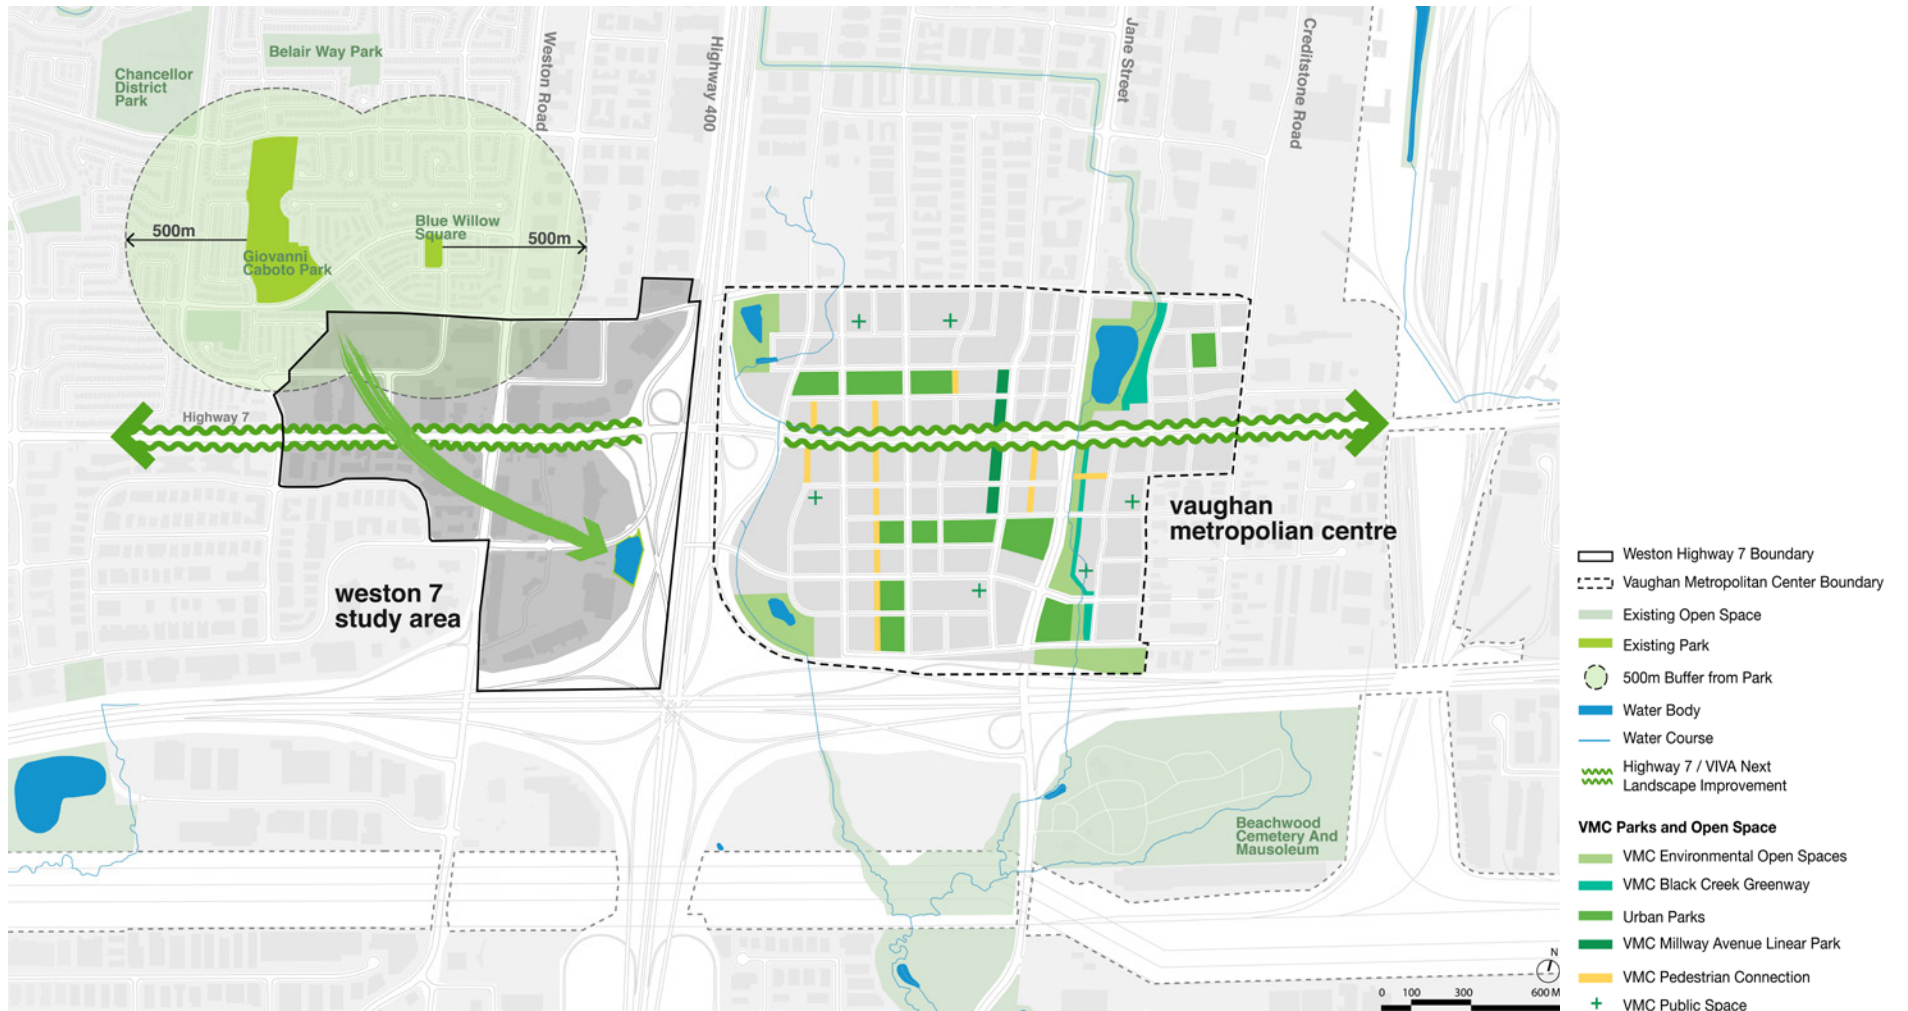 Belair Way Park
Chancellor
District
Park
Weston Road
Highway 400
Jane Street
Creditstone Road
500m
Blue Willow
Square
500m
Giovanni
Caboto Park
Highway 7
vaughan
metropolian centre
weston 7
study area
Beachwood
Cemetery And
Mausoleum
Weston Highway 7 Boundary
Vaughan Metropolitan Center Boundary
Existing Open Space
Existing Park
500m Buffer from Park
Water Body
Water Course
Highway 7 / VIVA Next
Landscape Improvement
VMC Parks and Open Space
VMC Environmental Open Spaces
VMC Black Creek Greenway
Urban Parks
VMC Millway Avenue Linear Park
VMC Pedestrian Connection
VMC Public Space
N
0 100 300 600 M